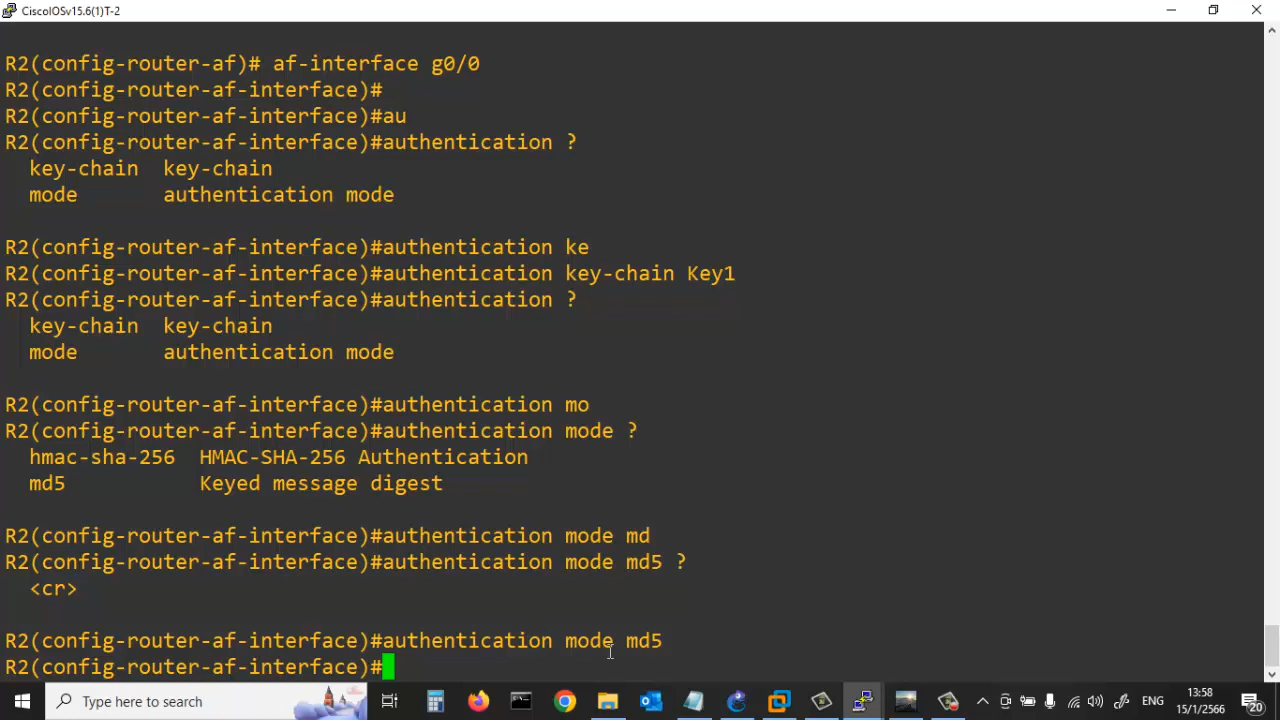 CiscoIOSv15.6(1)T-2
R2(config-router-af)# af-interface g0/0
R2(config-router-af-interface)#
R2(config-router-af-interface)#au
R2(config-router-af-interface)#authentication ?
key-chain  key-chain
mode       authentication mode
R2(config-router-af-interface)#authentication ke
R2(config-router-af-interface)#authentication key-chain Key1
R2(config-router-af-interface)#authentication ?
key-chain  key-chain
mode       authentication mode
R2(config-router-af-interface)#authentication mo
R2(config-router-af-interface)#authentication mode ?
hmac-sha-256  HMAC-SHA-256 Authentication
md5           Keyed message digest
R2(config-router-af-interface)#authentication mode md
R2(config-router-af-interface)#authentication mode md5 ?
<cr>
R2(config-router-af-interface)#authentication mode md5
R2(config-router-af-interface)#
Type here to search
ENG
13:58
15/1/2566
20